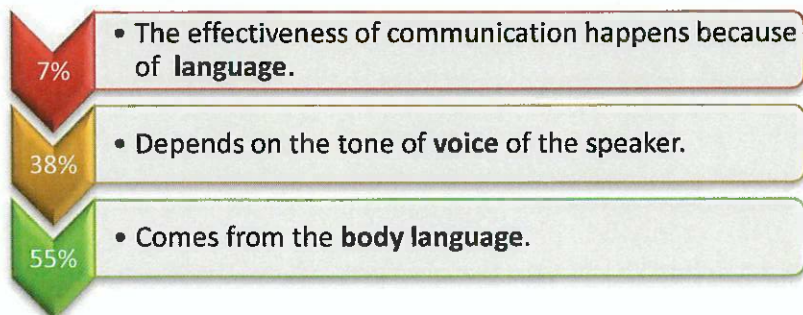 7%
• The effectiveness of communication happens because
of language.
38%
• Depends on the tone of voice of the speaker.
55%
• Comes from the body language.